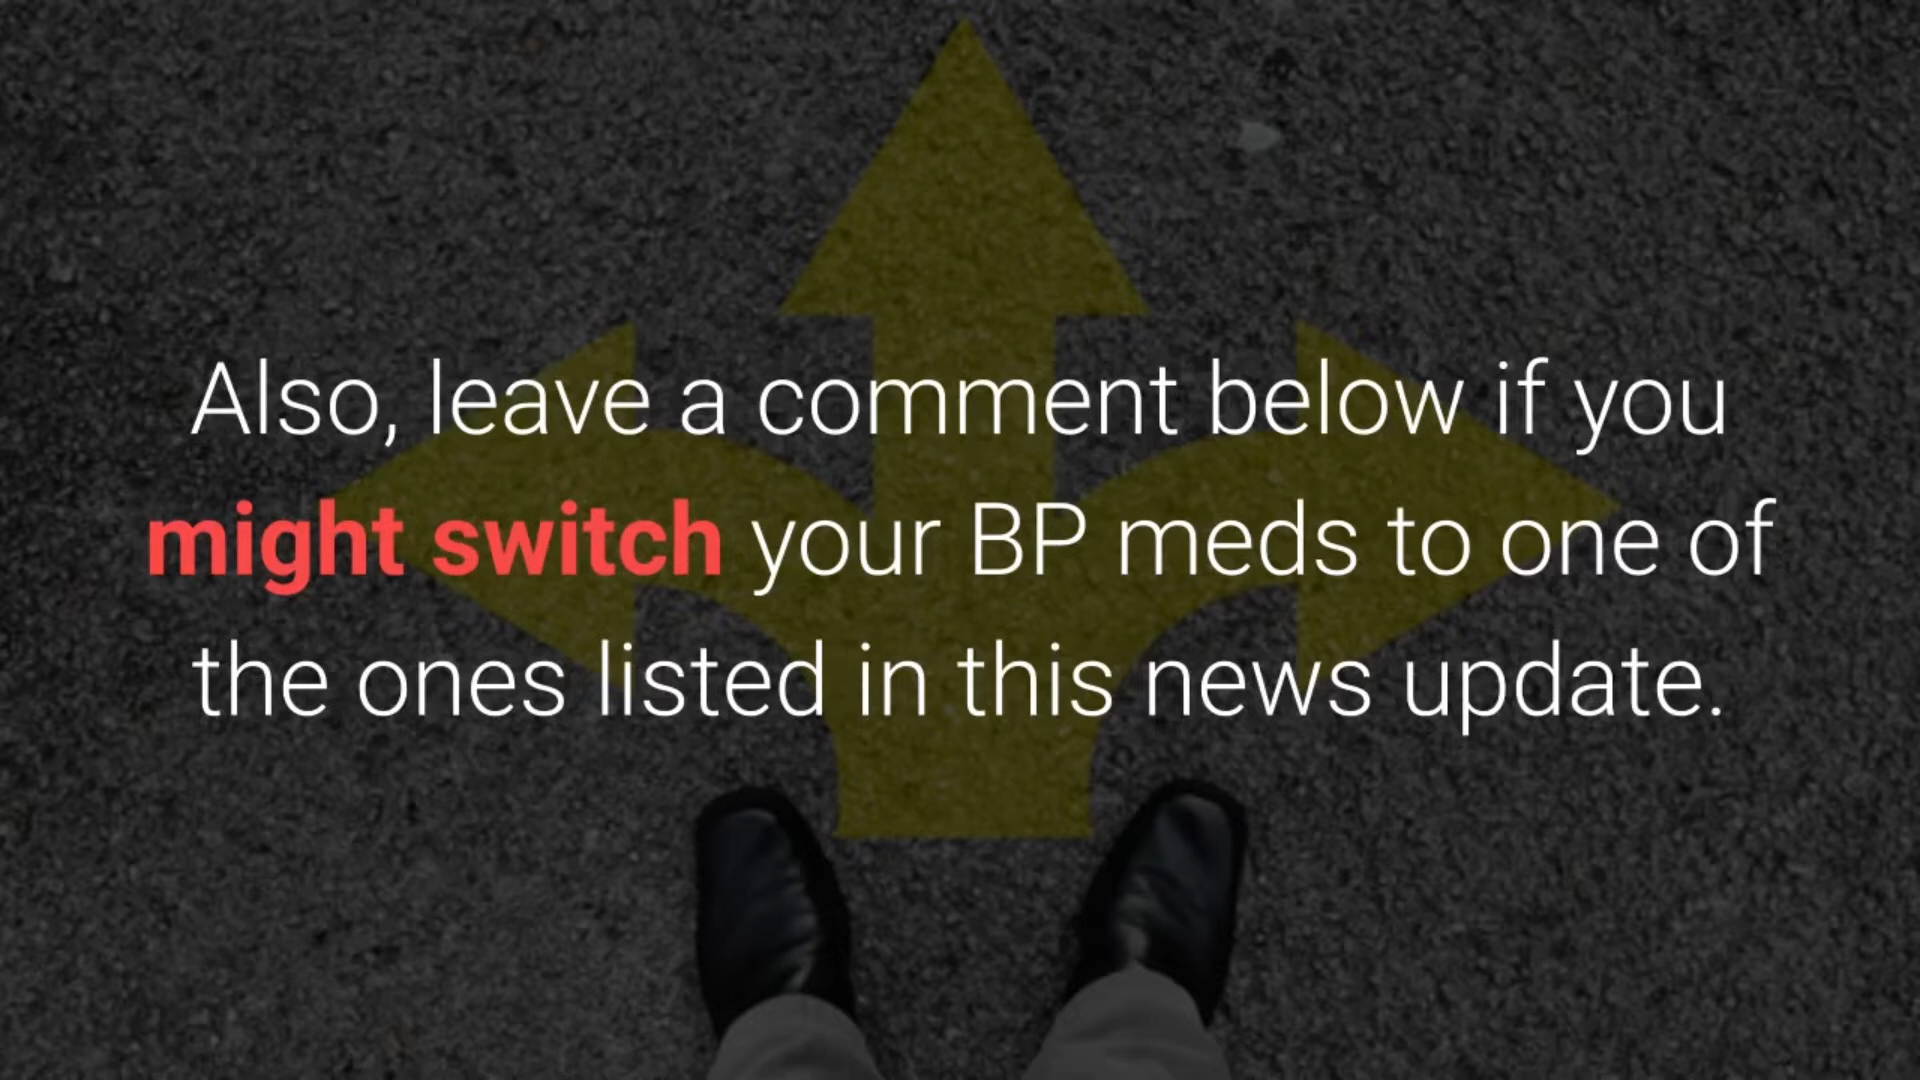 Also, leave a comment below if you
might switch your BP meds to one of
the ones listed in this news update.